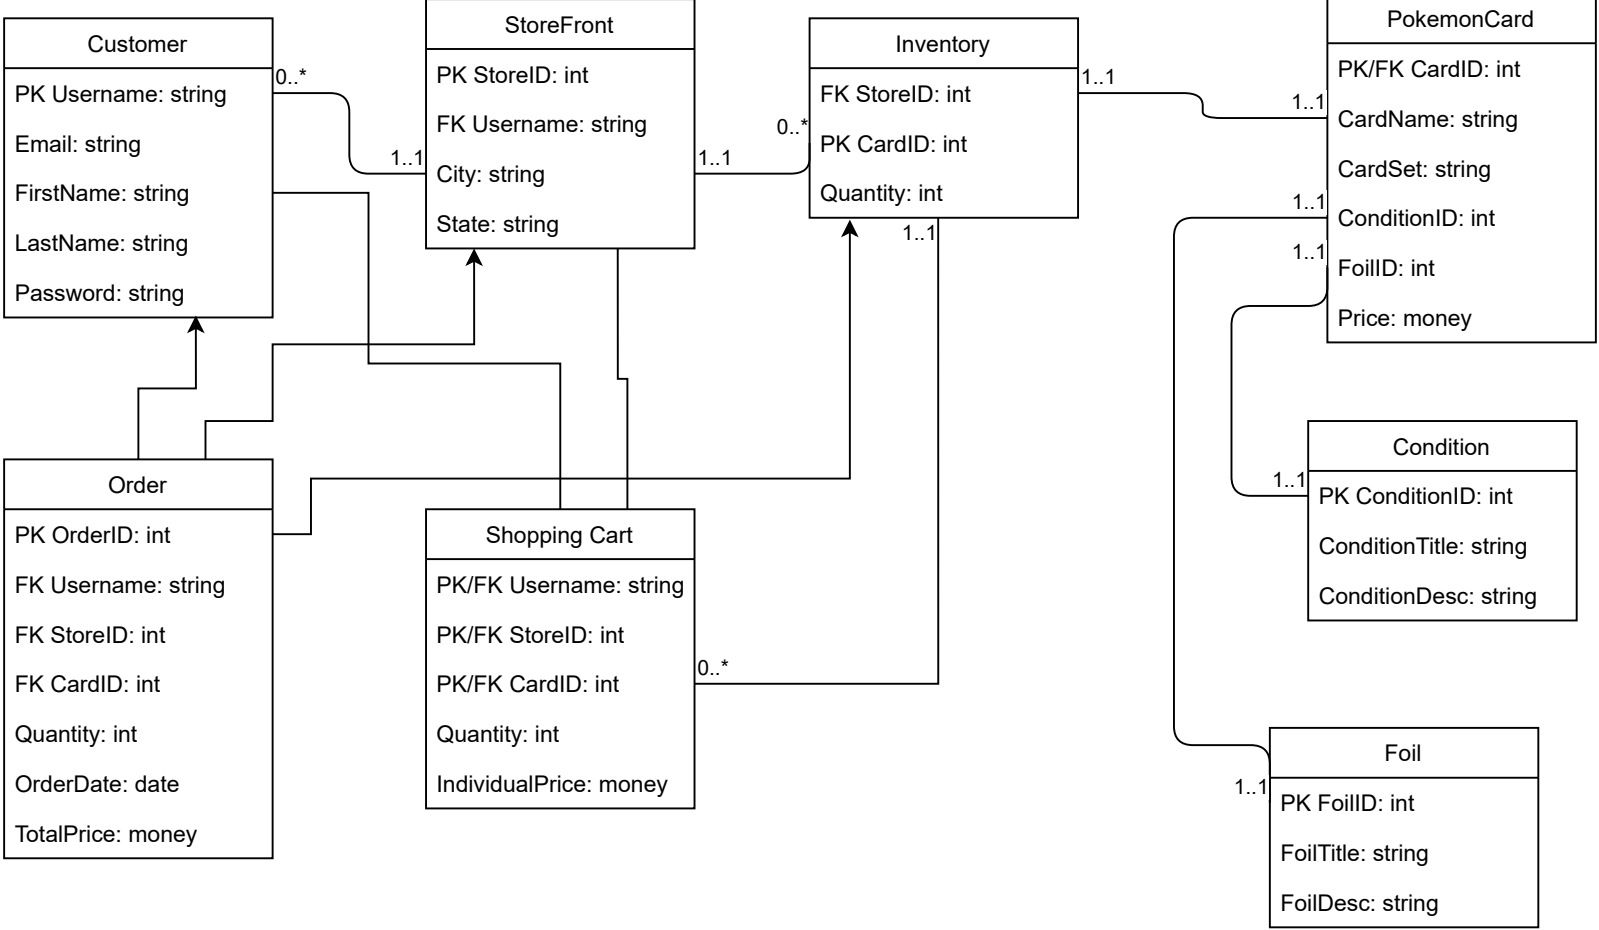 Customer
PK Username: string
Email: string
FirstName: string
LastName: string
Password: string
0..*
1..1
StoreFront
PK StoreID: int
FK Username: string
City: string
State: string
1..1
0..*
Inventory
FK StoreID: int
PK CardID: int
Quantity: int
1..1
1..1
1..1
PokemonCard
PK/FK CardID: int
CardName: string
CardSet: string
ConditionID: int
FoilID: int
Price: money
1..1
1..1
Order
PK OrderID: int
FK Username: string
FK StoreID: int
FK CardID: int
Quantity: int
OrderDate: date
TotalPrice: money
Shopping Cart
PK/FK Username: string
PK/FK StoreID: int
PK/FK CardID: int
Quantity: int
IndividualPrice: money
0..*
1..1
Condition
PK ConditionID: int
ConditionTitle: string
ConditionDesc: string
1..1
Foil
PK FoilID: int
FoilTitle: string
FoilDesc: string